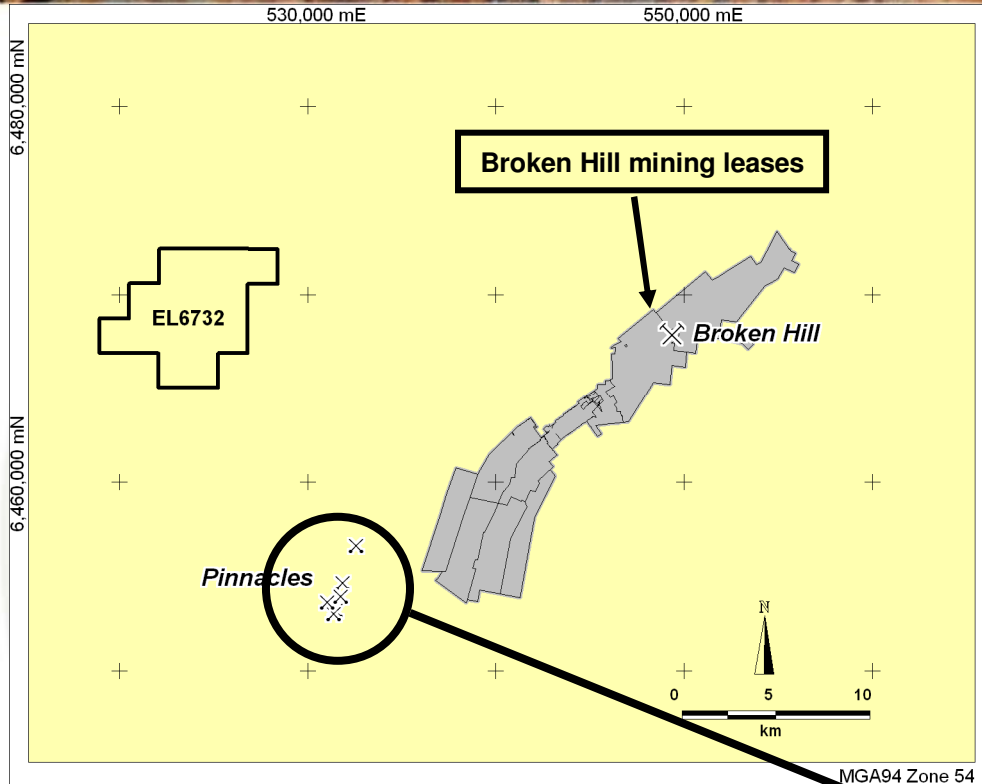 530,000 mE
550,000 mE
6,480,000 mN
Broken Hill mining leases
EL6732
Broken Hill
6,460,000 mN
Pinnacles
N
0 5 10
km
MGA94 Zone 54